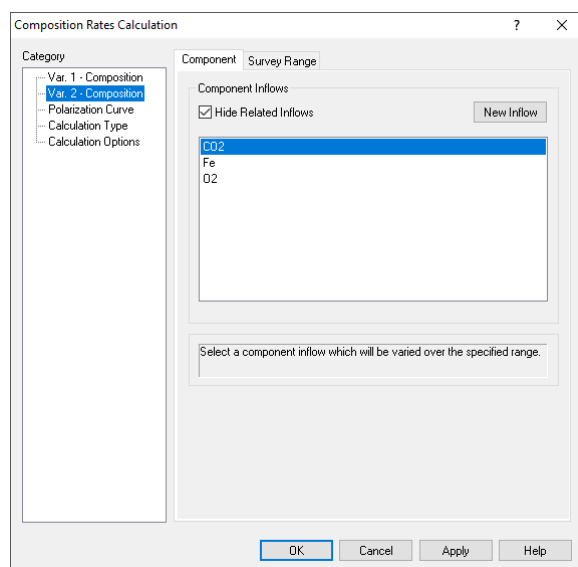 Composition Rates Calculation ? X
Category
Var. 1 - Composition
Var. 2 - Composition
Polarization Curve
Calculation Type
Calculation Options
Component Survey Range
Component Inflows
Hide Related Inflows New Inflow
CO2
Fe
O2
Select a component inflow which will be varied over the specified range.
OK Cancel Apply Help